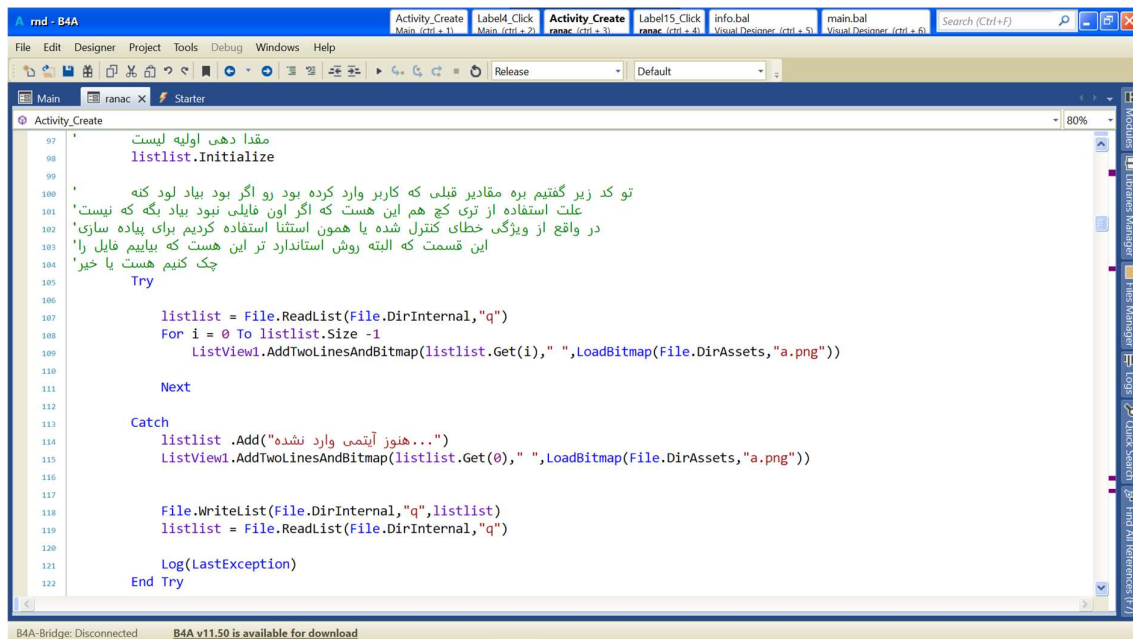 rnd - B4A
Activity_Create Label4_Click Activity_Create Label15_Click info.bal main.bal Search (Ctrl+F)
Main (ctrl + 1) Main (ctrl + 2) ranac (ctrl + 3) ranac (ctrl + 4) Visual Designer (ctrl + 5) Visual Designer (ctrl + 6)
File Edit Designer Project Tools Debug Windows Help
Release Default
Main ranac Starter
Activity_Create 80%
97 ' مقدا دهی اولیه لیست
98 listlist.Initialize
99
100 ' تو کد زیر گفتیم بره مقادیر قبلی که کاربر وارد کرده بود رو اگر بود بیاد لود کنه
101 'علت استفاده از تری کچ هم این هست که اگر اون فایلی نبود بیاد بگه که نیست
102 'در واقع از ویژگی خطای کنترل شده یا همون استثنا استفاده کردیم برای پیاده سازی
103 'این قسمت که البته روش استاندارد تر این هست که بیاییم فایل را
104 'چک کنیم هست یا خیر
105 Try
106
107 listlist = File.ReadList(File.DirInternal,"q")
108 For i = 0 To listlist.Size -1
109 ListView1.AddTwoLinesAndBitmap(listlist.Get(i)," ",LoadBitmap(File.DirAssets,"a.png"))
110
111 Next
112
113 Catch
114 listlist .Add("هنوز آیتمی وارد نشده...")
115 ListView1.AddTwoLinesAndBitmap(listlist.Get(0)," ",LoadBitmap(File.DirAssets,"a.png"))
116
117
118 File.WriteList(File.DirInternal,"q",listlist)
119 listlist = File.ReadList(File.DirInternal,"q")
120
121 Log(LastException)
122 End Try
Modules
Libraries Manager
Files Manager
Logs
Quick Search
Find All References (F7)
B4A-Bridge: Disconnected B4A v11.50 is available for download